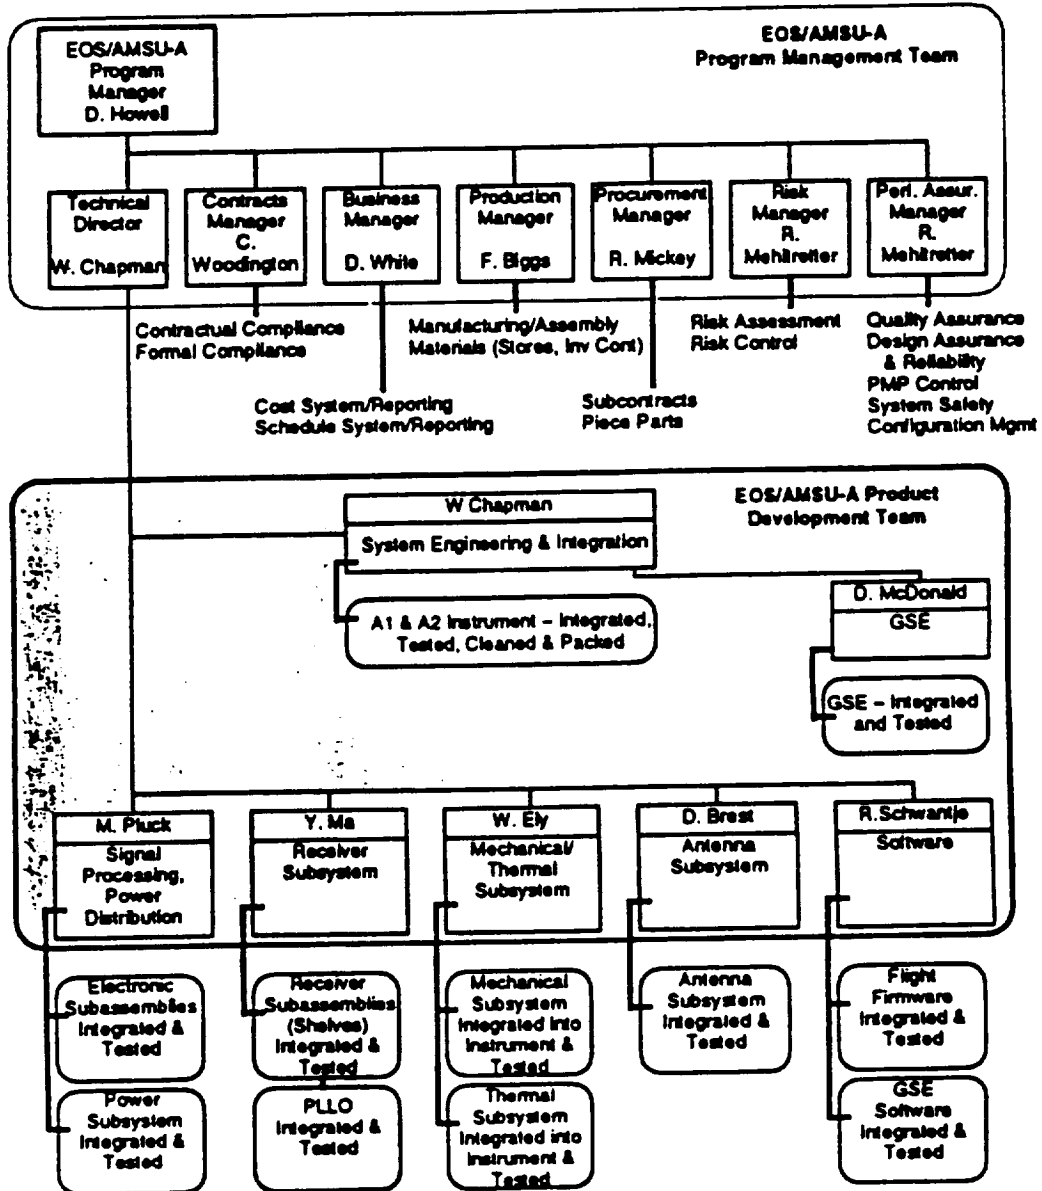 EOS/AMSU-A
Program
Manager
D. Howell
EOS/AMSU-A
Program Management Team
Technical
Director
W. Chapman
Contracts
Manager
C.
Woodington
Business
Manager
D. White
Production
Manager
F. Biggs
Procurement
Manager
R. Mickey
Risk
Manager
R.
Mehltretter
Perf. Assur.
Manager
R.
Mehltretter
Contractual Compliance
Formal Compliance
Cost System/Reporting
Schedule System/Reporting
Manufacturing/Assembly
Materials (Stores, Inv Cont)
Subcontracts
Piece Parts
Risk Assessment
Risk Control
Quality Assurance
Design Assurance
& Reliability
PMP Control
System Safety
Configuration Mgmt
EOS/AMSU-A Product
Development Team
W Chapman
System Engineering & Integration
A1 & A2 Instrument – Integrated,
Tested, Cleaned & Packed
D. McDonald
GSE
GSE – Integrated
and Tested
M. Pluck
Signal
Processing,
Power
Distribution
Y. Ma
Receiver
Subsystem
W. Ely
Mechanical/
Thermal
Subsystem
D. Brest
Antenna
Subsystem
R.Schwantje
Software
Electronic
Subassemblies
Integrated &
Tested
Power
Subsystem
Integrated &
Tested
Receiver
Subassemblies
(Shelves)
Integrated &
Tested
PLLO
Integrated &
Tested
Mechanical
Subsystem
Integrated Into
Instrument &
Tested
Thermal
Subsystem
Integrated into
Instrument &
Tested
Antenna
Subsystem
Integrated &
Tested
Flight
Firmware
Integrated &
Tested
GSE
Software
Integrated &
Tested